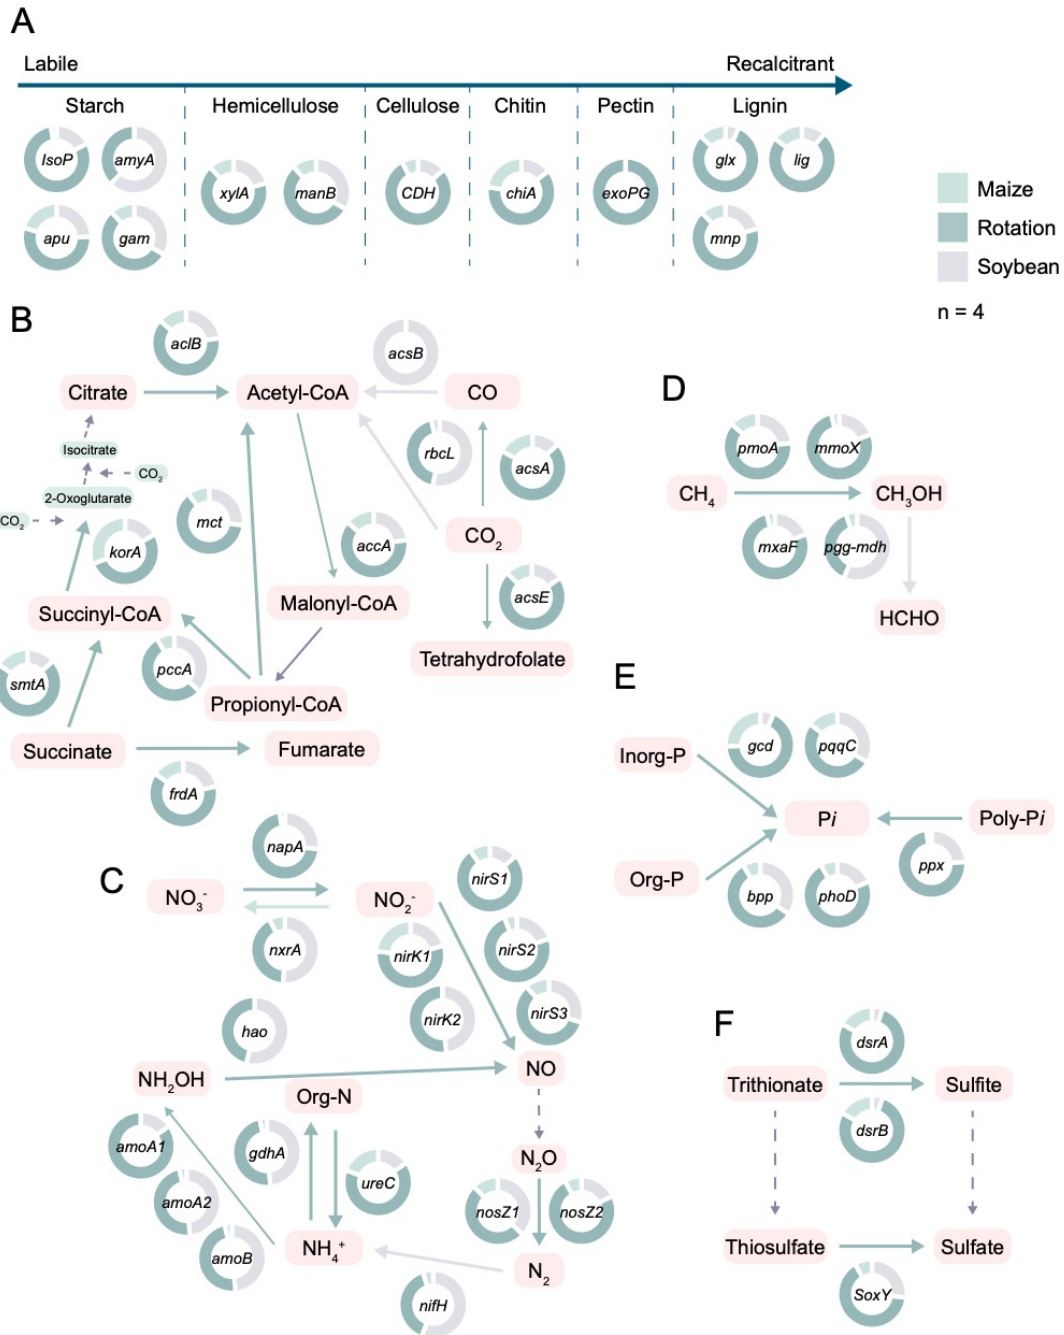 A
Labile Recalcitrant
Starch Hemicellulose Cellulose Chitin Pectin Lignin
IsoP amyA glx lig
xylA manB CDH chiA exoPG
apu gam mnp
Maize
Rotation
Soybean
n = 4
B
aclB
acsB
Citrate Acetyl-CoA CO
Isocitrate
CO2
2-Oxoglutarate
CO2
rbcL
acsA
mct
korA
accA
CO2
acsE
Succinyl-CoA
Malonyl-CoA
Tetrahydrofolate
smtA
pccA
Propionyl-CoA
Succinate Fumarate
frdA
C
napA
NO3- NO2-
nxrA
nirS1
nirK1
nirS2
nirK2
nirS3
hao
NH2OH NO
Org-N
amoA1
gdhA
ureC
amoA2
amoB
NH4+
N2O
nosZ1 nosZ2
N2
nifH
D
pmoA mmoX
CH4 CH3OH
mxaF pgg-mdh
HCHO
E
gcd pqqC
Inorg-P
Pi Poly-Pi
Org-P
bpp phoD
ppx
F
dsrA
Trithionate Sulfite
dsrB
Thiosulfate Sulfate
SoxY